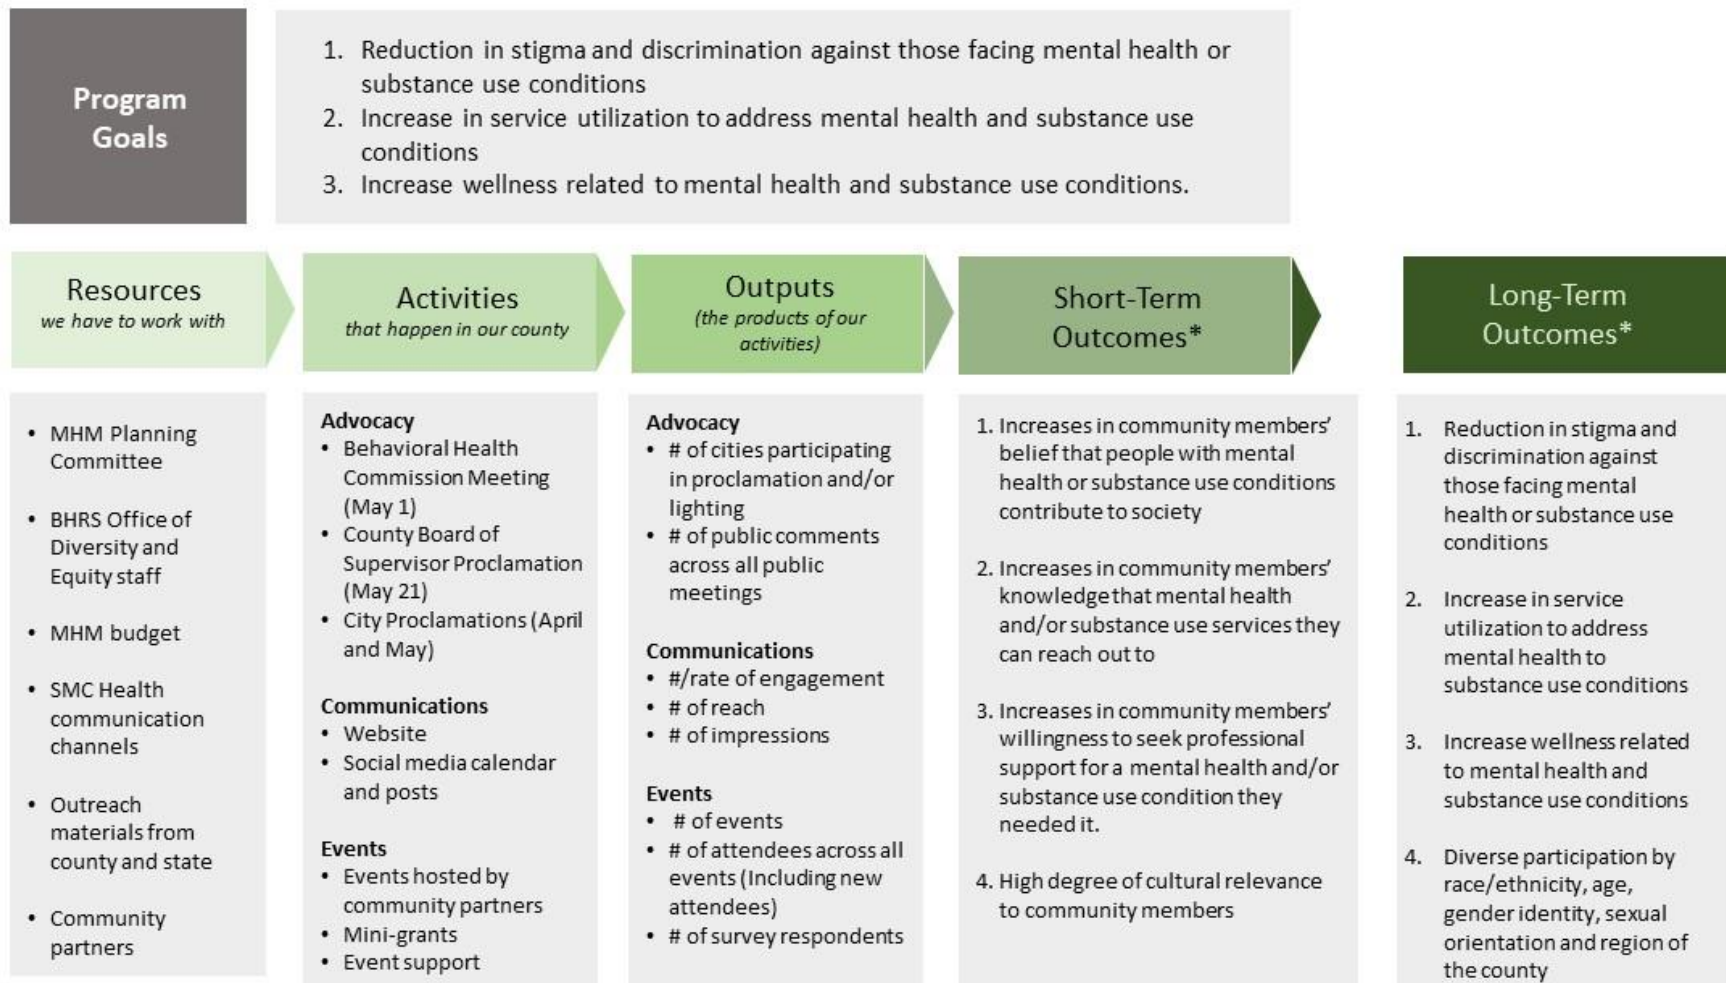 Program
Goals
1. Reduction in stigma and discrimination against those facing mental health or
substance use conditions
2. Increase in service utilization to address mental health and substance use
conditions
3. Increase wellness related to mental health and substance use conditions.
Resources
we have to work with
• MHM Planning
Committee
• BHRS Office of
Diversity and
Equity staff
• MHM budget
• SMC Health
communication
channels
• Outreach
materials from
county and state
• Community
partners
Activities
that happen in our county
Advocacy
• Behavioral Health
Commission Meeting
(May 1)
• County Board of
Supervisor Proclamation
(May 21)
• City Proclamations (April
and May)
Communications
• Website
• Social media calendar
and posts
Events
• Events hosted by
community partners
• Mini-grants
• Event support
Outputs
(the products of our
activities)
Advocacy
• # of cities participating
in proclamation and/or
lighting
• # of public comments
across all public
meetings
Communications
• #/rate of engagement
• # of reach
• # of impressions
Events
• # of events
• # of attendees across all
events (Including new
attendees)
• # of survey respondents
Short-Term
Outcomes*
1. Increases in community members'
belief that people with mental
health or substance use conditions
contribute to society
2. Increases in community members'
knowledge that mental health
and/or substance use services they
can reach out to
3. Increases in community members'
willingness to seek professional
support for a mental health and/or
substance use condition they
needed it.
4. High degree of cultural relevance
to community members
Long-Term
Outcomes*
1. Reduction in stigma and
discrimination against
those facing mental
health or substance use
conditions
2. Increase in service
utilization to address
mental health to
substance use conditions
3. Increase wellness related
to mental health and
substance use conditions
4. Diverse participation by
race/ethnicity, age,
gender identity, sexual
orientation and region of
the county